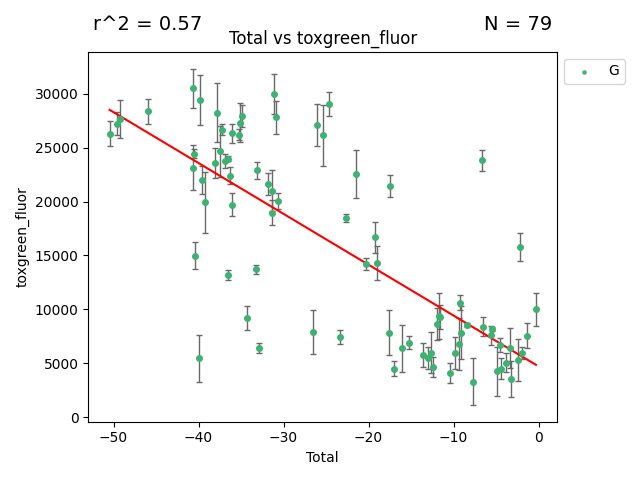 r^2 = 0.57
N = 79
Total vs toxgreen_fluor
G
30000
25000
20000
15000
10000
5000
0
toxgreen_fluor
−50
−40
−30
−20
−10
0
Total